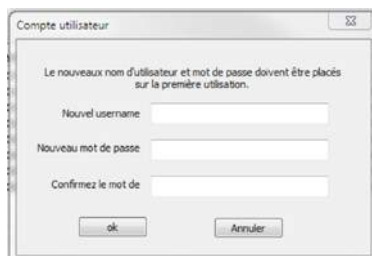 Compte utilisateur
Le nouveaux nom d'utilisateur et mot de passe doivent être placés
sur la première utilisation.
Nouvel username
Nouveau mot de passe
Confirmez le mot de
ok
Annuler